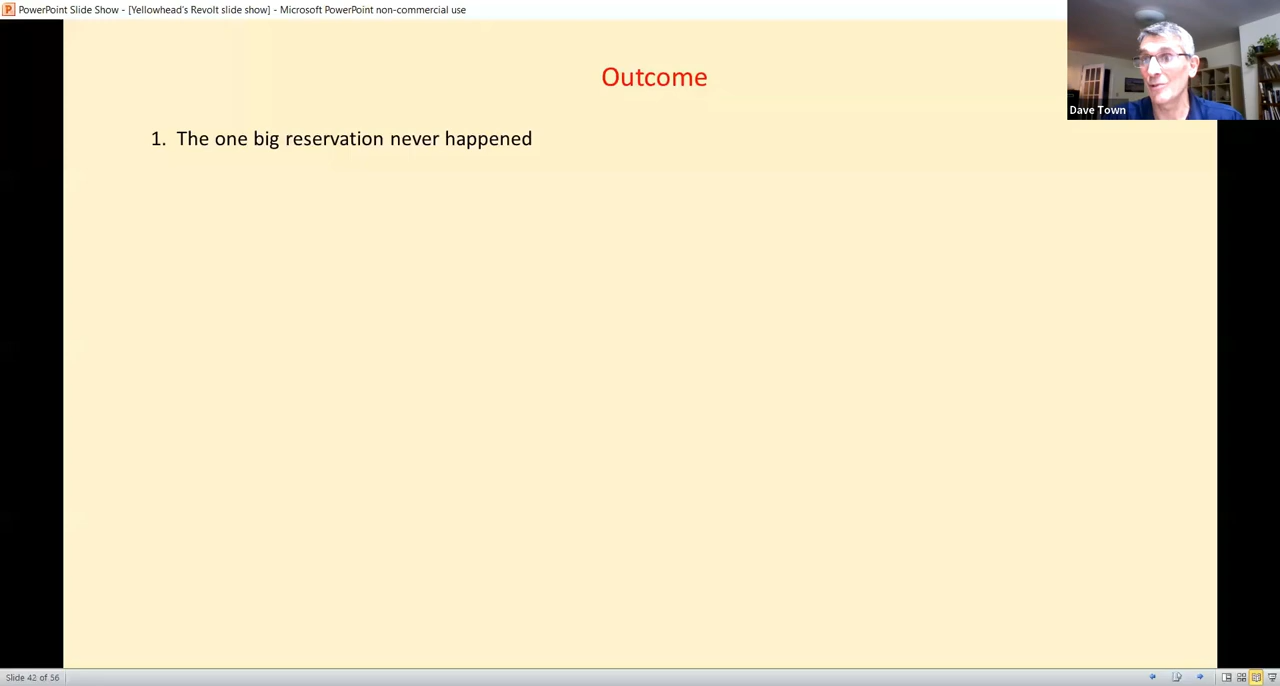 PowerPoint Slide Show - [Yellowhead's Revolt slide show] - Microsoft PowerPoint non-commercial use
Outcome
Dave Town
1. The one big reservation never happened
Slide 42 of 56